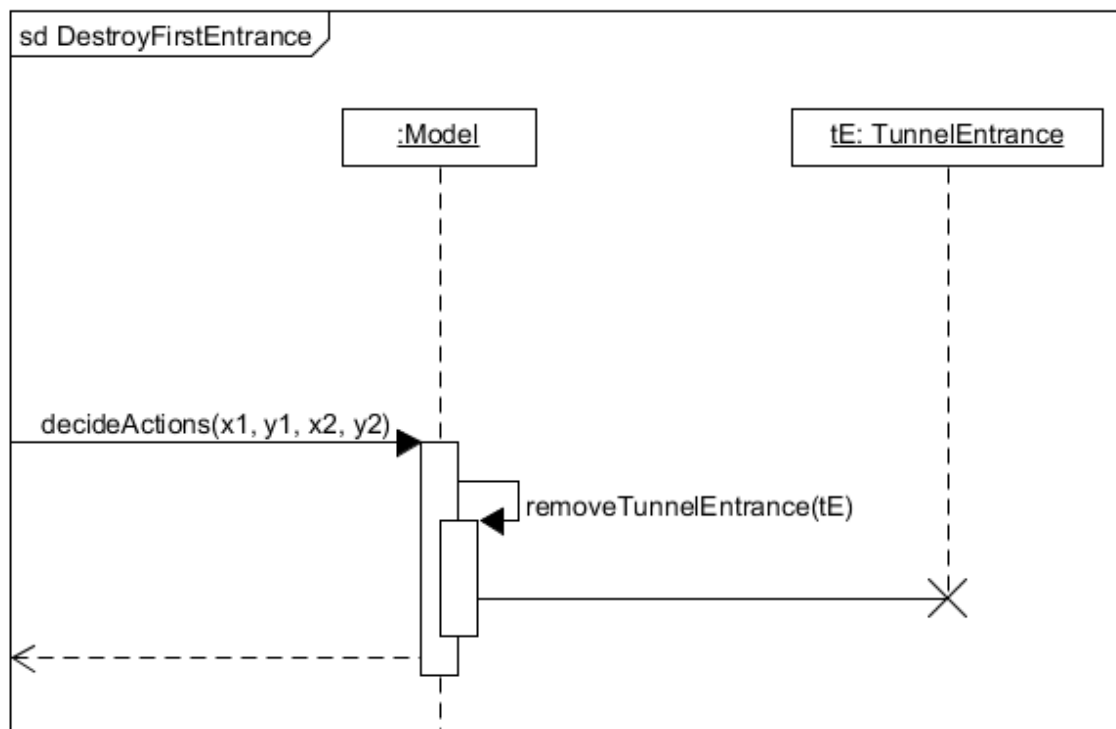 sd DestroyFirstEntrance
:Model
tE: TunnelEntrance
decideActions(x1, y1, x2, y2)
removeTunnelEntrance(tE)